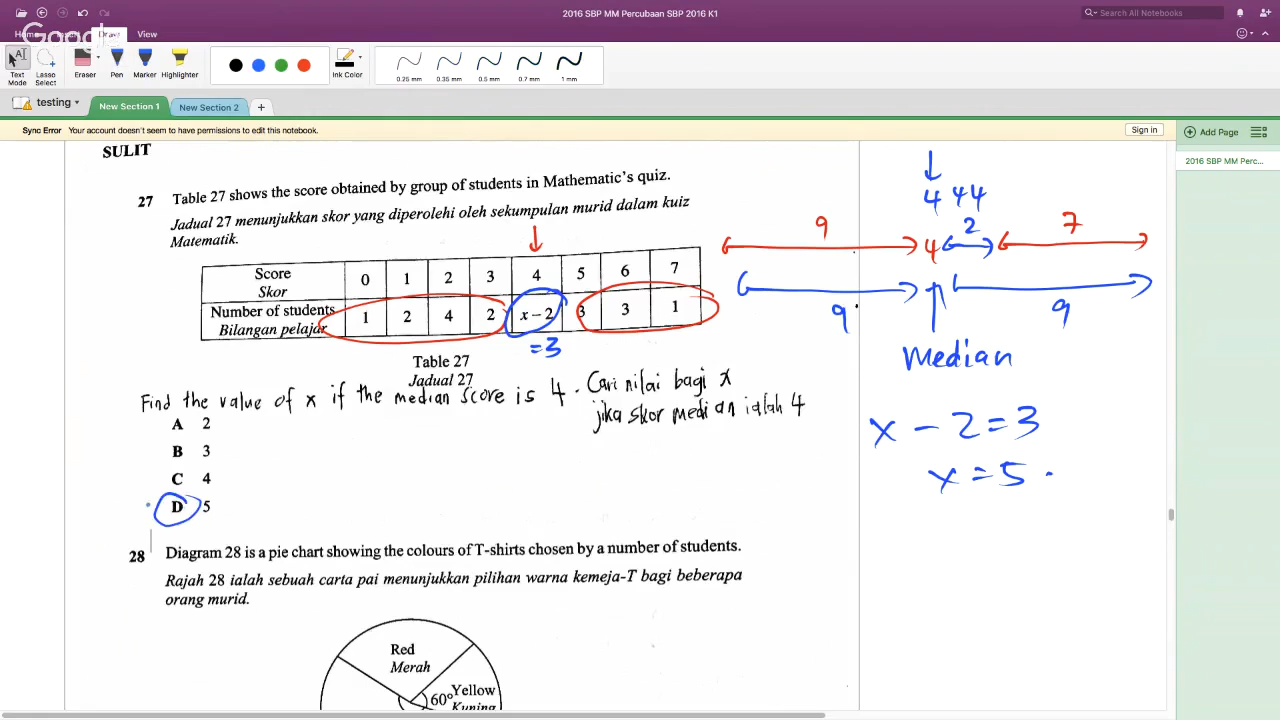 2016 SBP MM Percubaan SBP 2016 K1
Search All Notebooks
Google
Home Insert Draw View
Text Mode
Lasso Select
Eraser
Pen
Marker
Highlighter
Ink Color
0.25 mm 0.35 mm 0.5 mm 0.7 mm 1 mm
testing New Section 1 New Section 2 +
Sync Error Your account doesn't seem to have permissions to edit this notebook. Sign in
Add Page
2016 SBP MM Perc...
SULIT
27 Table 27 shows the score obtained by group of students in Mathematic's quiz.
Jadual 27 menunjukkan skor yang diperolehi oleh sekumpulan murid dalam kuiz
Matematik.
Score 0 1 2 3 4 5 6 7
Skor
Number of students 1 2 4 2 x – 2 3 3 1
Bilangan pelajar
= 3
Table 27
Jadual 27
Find the value of x if the median score is 4. Cari nilai bagi x
jika skor median ialah 4
A 2
B 3
C 4
D 5
28 Diagram 28 is a pie chart showing the colours of T-shirts chosen by a number of students.
Rajah 28 ialah sebuah carta pai menunjukkan pilihan warna kemeja-T bagi beberapa
orang murid.
Red
Merah
60° Yellow
Kuning
4 4 4
9 4 2 7
9 9
Median
x – 2 = 3
x = 5